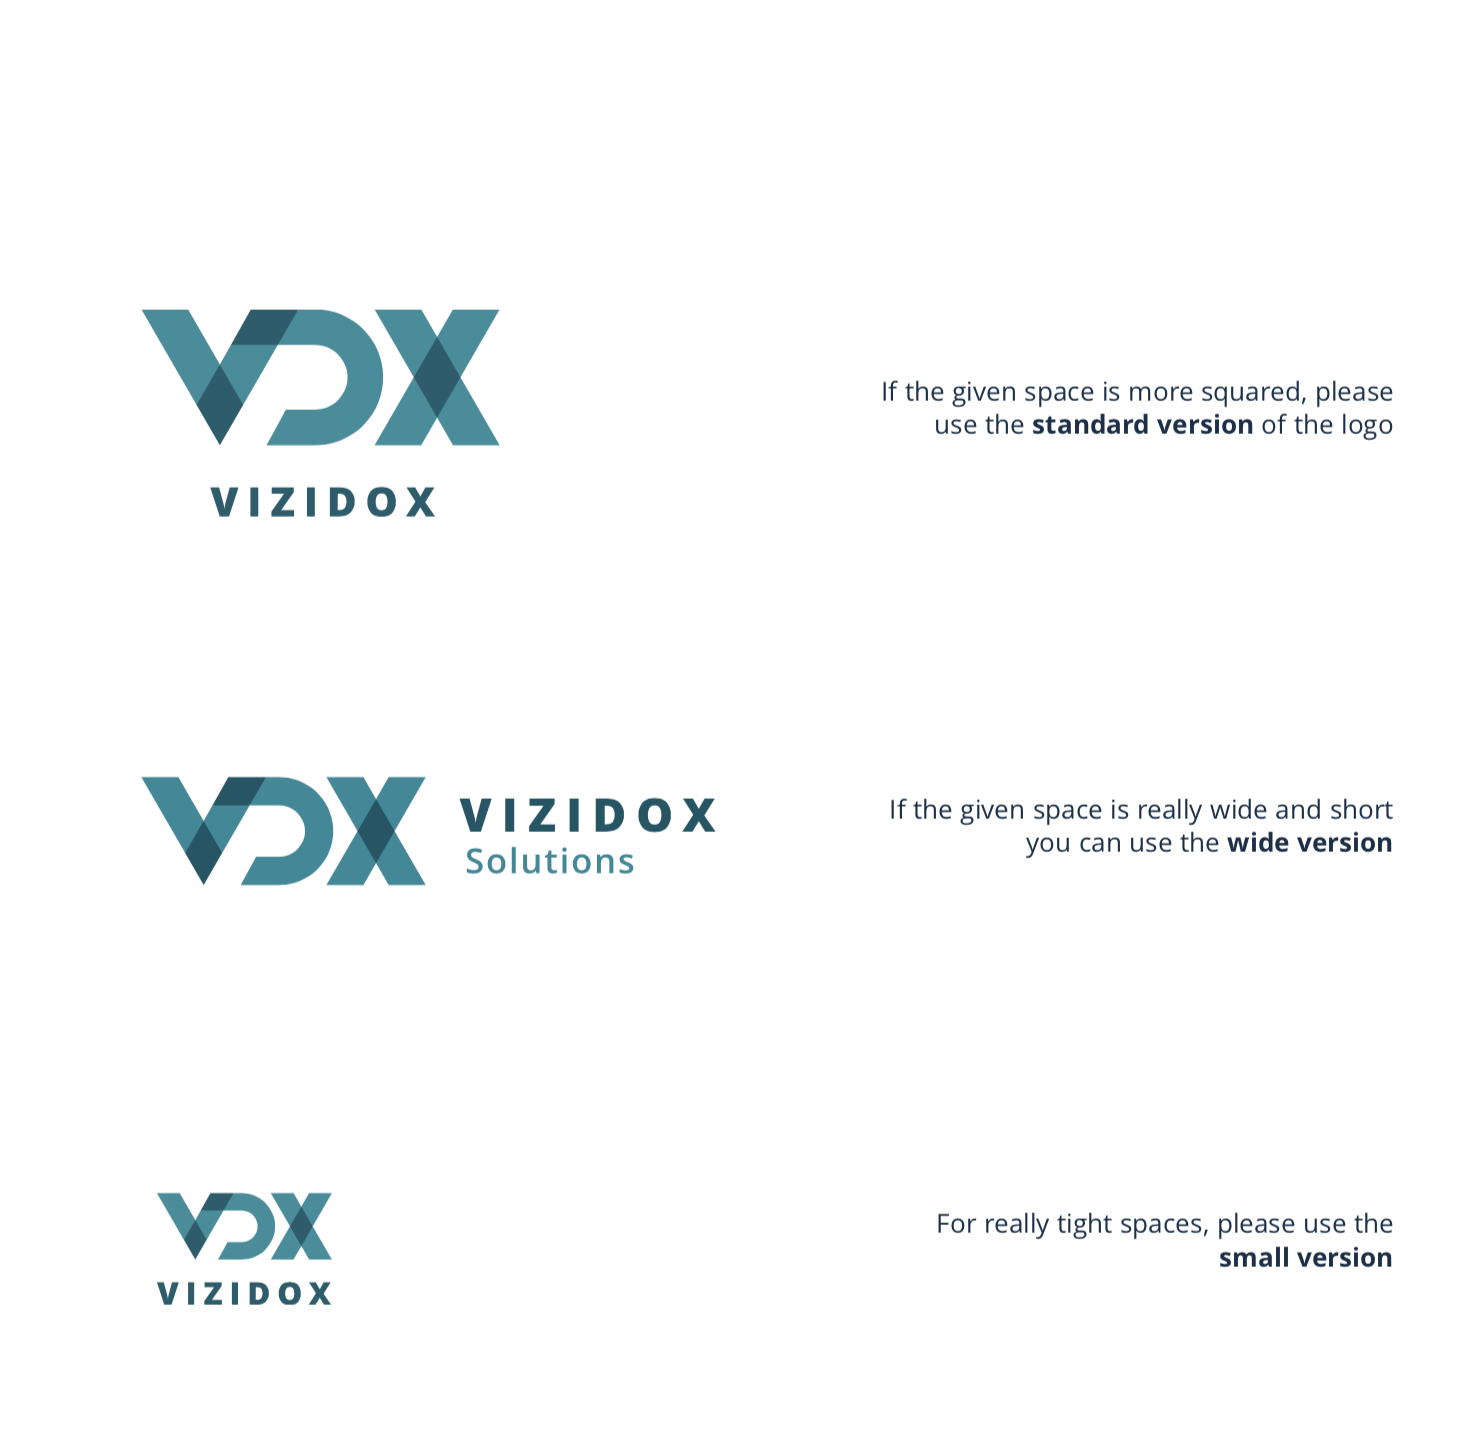 VDX
VIZIDOX
If the given space is more squared, please
use the standard version of the logo
VDX
VIZIDOX
Solutions
If the given space is really wide and short
you can use the wide version
VDX
VIZIDOX
For really tight spaces, please use the
small version